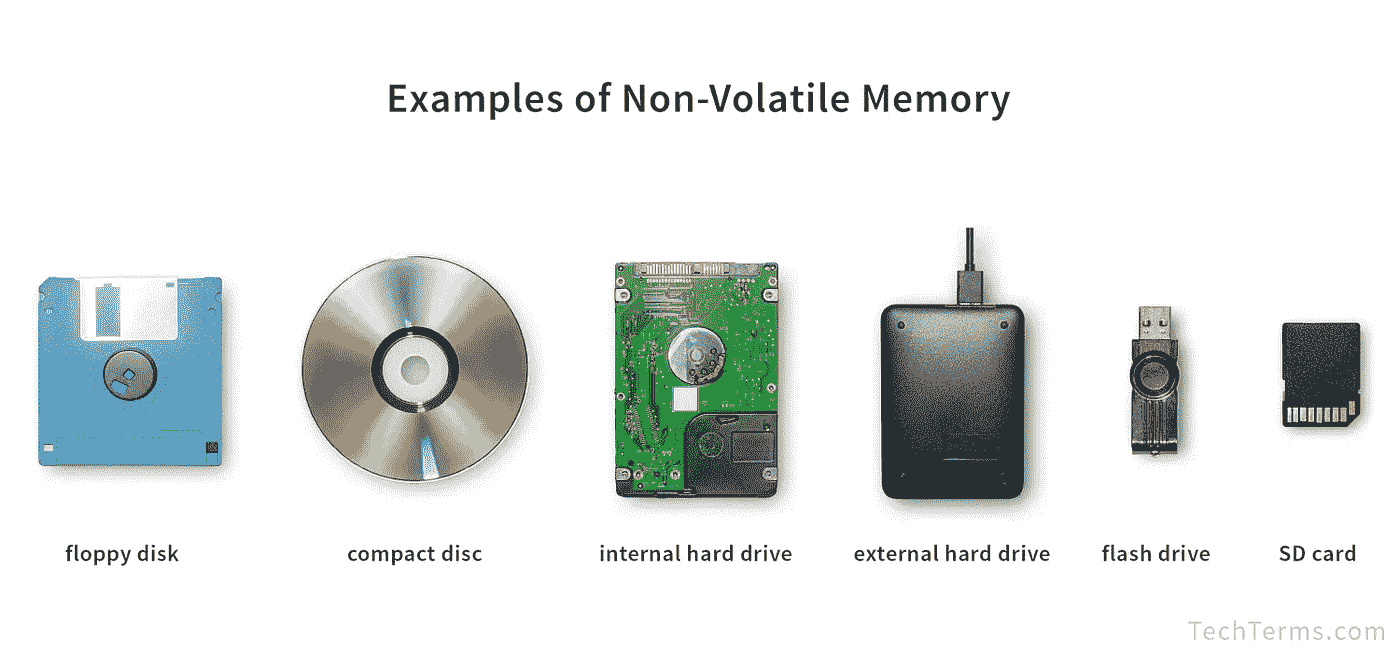 Examples of Non-Volatile Memory
floppy disk
compact disc
internal hard drive
external hard drive
flash drive
SD card
TechTerms.com